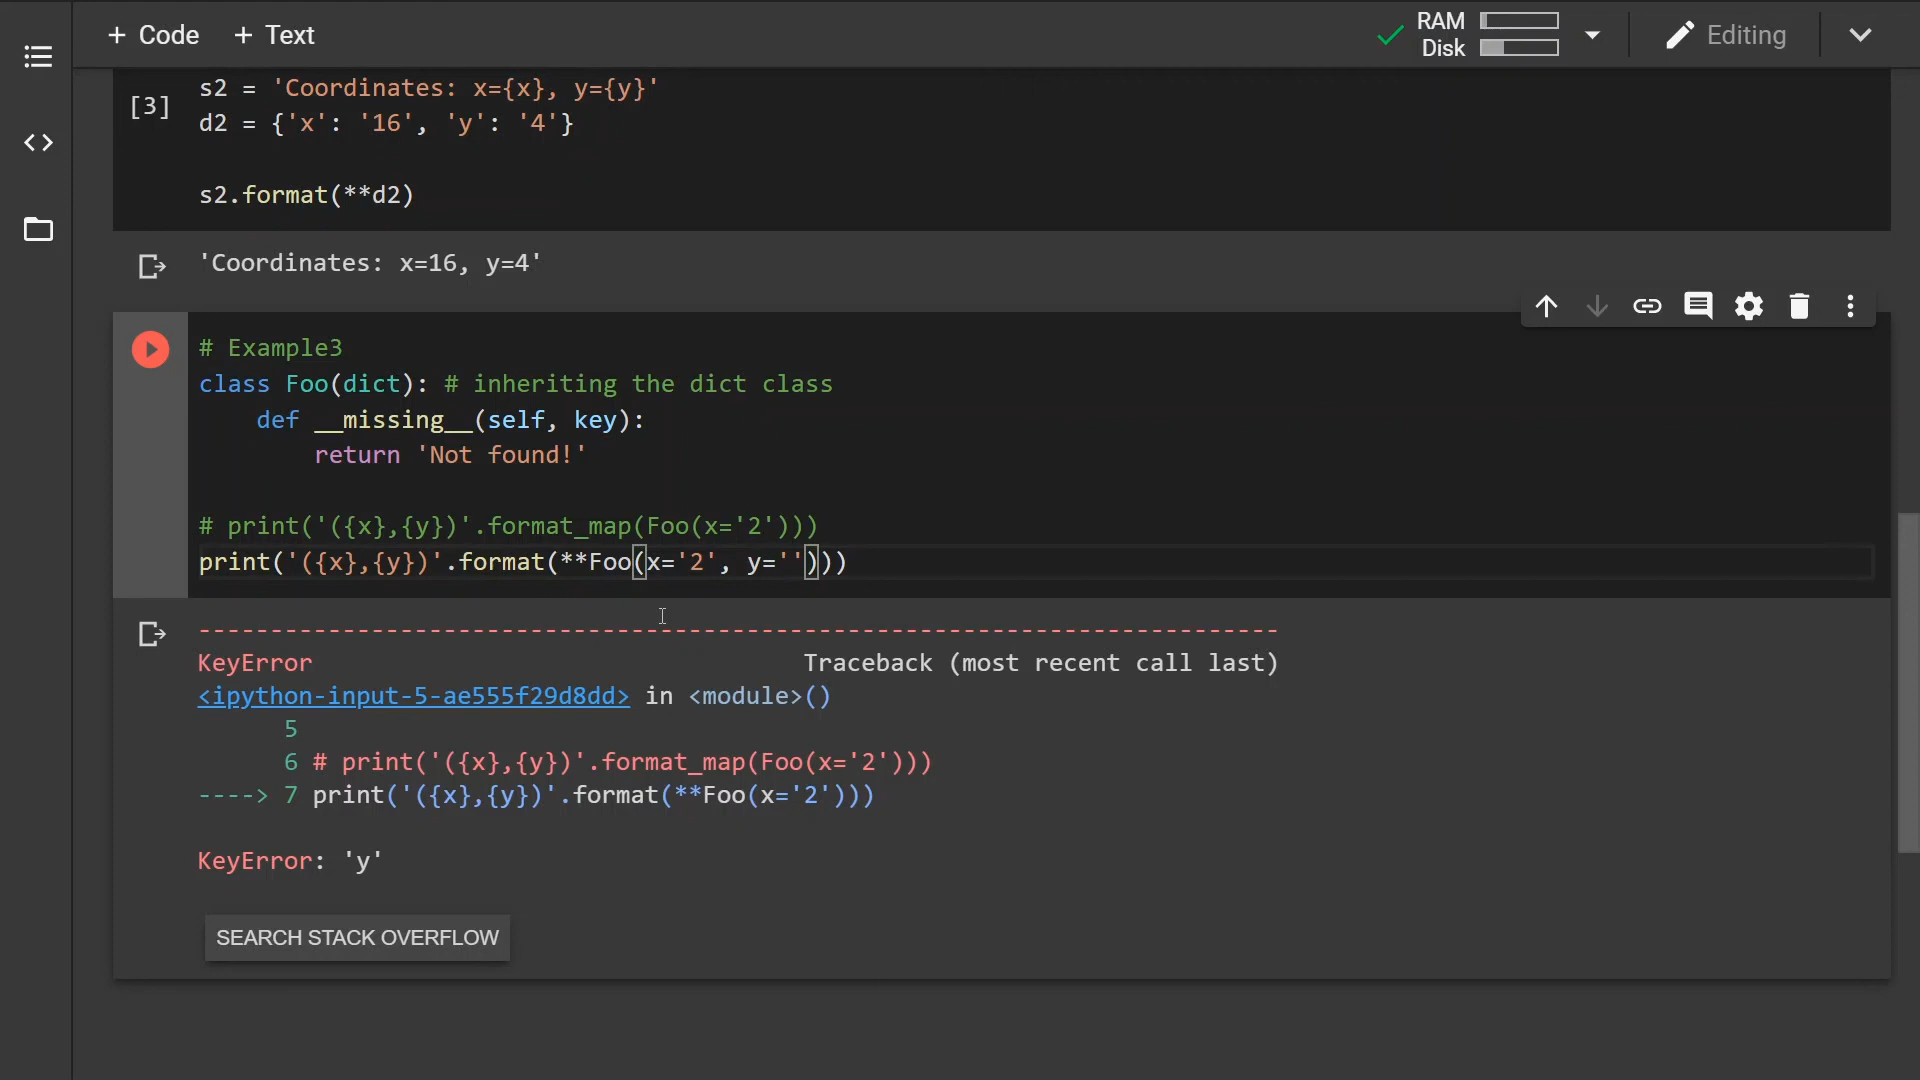 + Code + Text
RAM
Disk
Editing
[3]
s2 = 'Coordinates: x={x}, y={y}'
d2 = {'x': '16', 'y': '4'}
s2.format(**d2)
'Coordinates: x=16, y=4'
# Example3
class Foo(dict): # inheriting the dict class
    def __missing__(self, key):
        return 'Not found!'
# print('({x},{y})'.format_map(Foo(x='2')))
print('({x},{y})'.format(**Foo(x='2', y='')))
---------------------------------------------------------------------------
KeyError                                  Traceback (most recent call last)
<ipython-input-5-ae555f29d8dd> in <module>()
      5
      6 # print('({x},{y})'.format_map(Foo(x='2')))
----> 7 print('({x},{y})'.format(**Foo(x='2')))
KeyError: 'y'
SEARCH STACK OVERFLOW